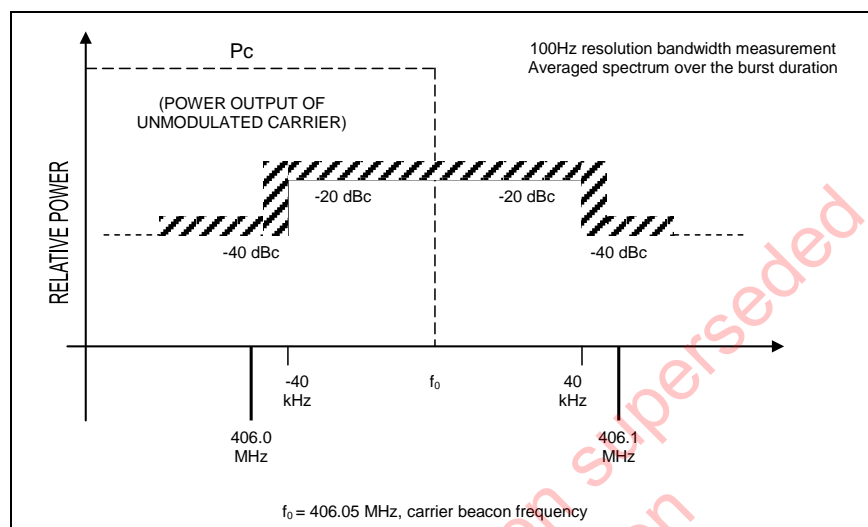 Pc
100Hz resolution bandwidth measurement
Averaged spectrum over the burst duration
(POWER OUTPUT OF
UNMODULATED CARRIER)
RELATIVE POWER
-20 dBc
-20 dBc
-40 dBc
-40 dBc
-40
kHz
f₀
40
kHz
406.0
MHz
406.1
MHz
f₀ = 406.05 MHz, carrier beacon frequency
superseded